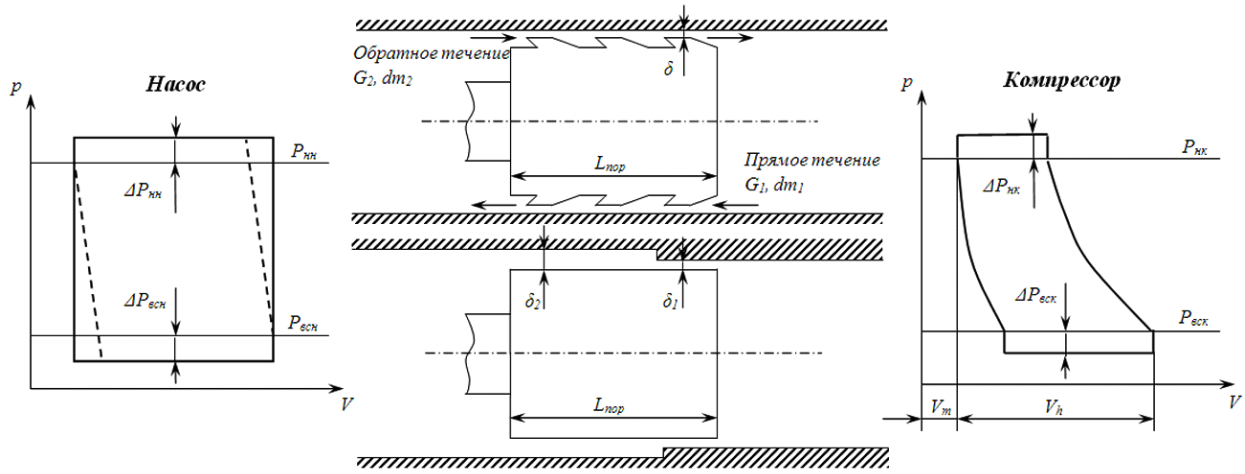 Насос
p
Pнн
ΔPнн
ΔPвсн
Pвсн
V
Обратное течение
G2, dm2
δ
Lпор
Прямое течение
G1, dm1
δ2
δ1
Lпор
Компрессор
p
Pнк
ΔPнк
ΔPвск
Pвск
Vm
Vh
V